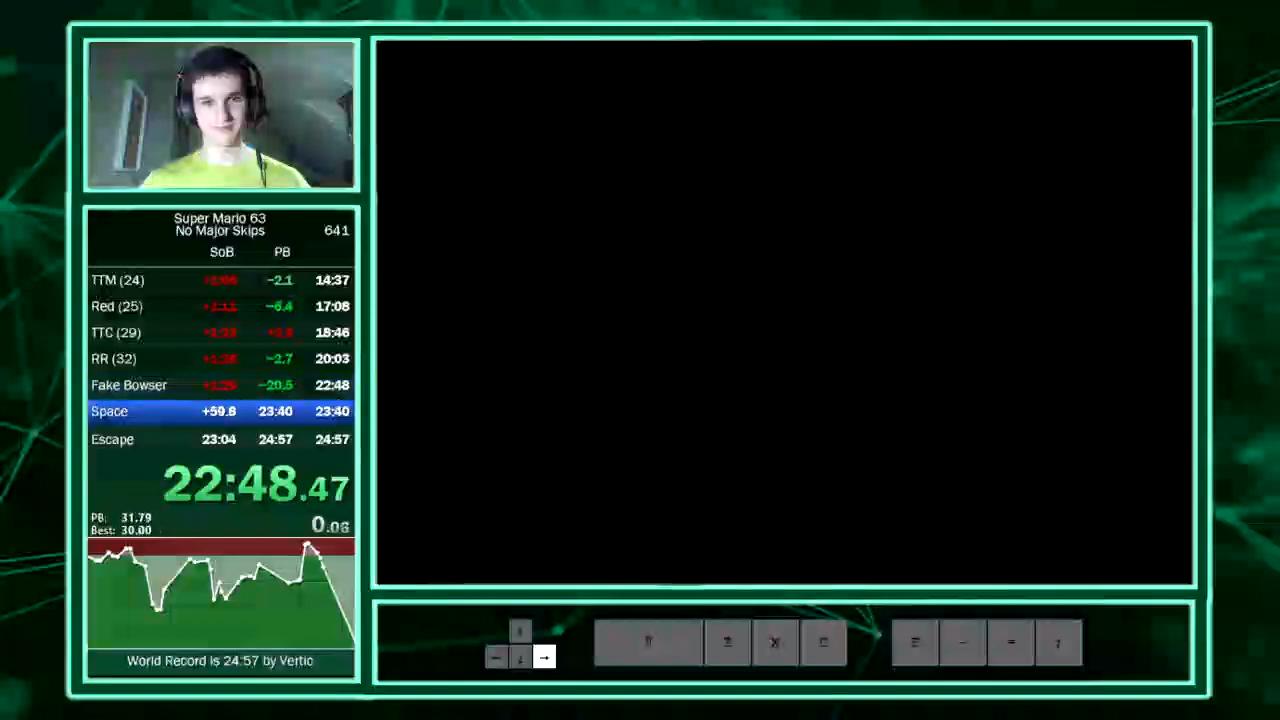 Super Mario 63
No Major Skips 641
SoB PB
TTM (24) -2.1 14:37
Red (25) -6.4 17:08
TTC (29) 18:46
RR (32) -2.7 20:03
Fake Bowser -20.5 22:48
Space +59.8 23:40 23:40
Escape 23:04 24:57 24:57
22:48.47
PB: 31.79
Best: 30.00 0.06
World Record is 24:57 by Vertic